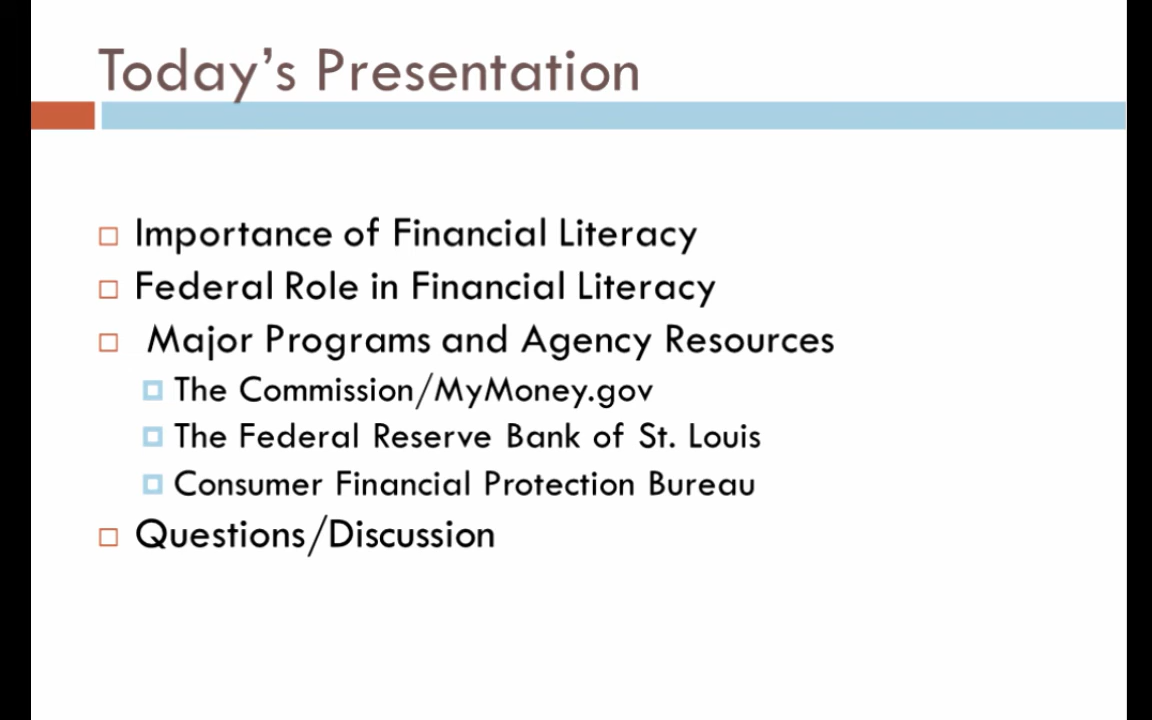 Today’s Presentation
Importance of Financial Literacy
Federal Role in Financial Literacy
Major Programs and Agency Resources
The Commission/MyMoney.gov
The Federal Reserve Bank of St. Louis
Consumer Financial Protection Bureau
Questions/Discussion